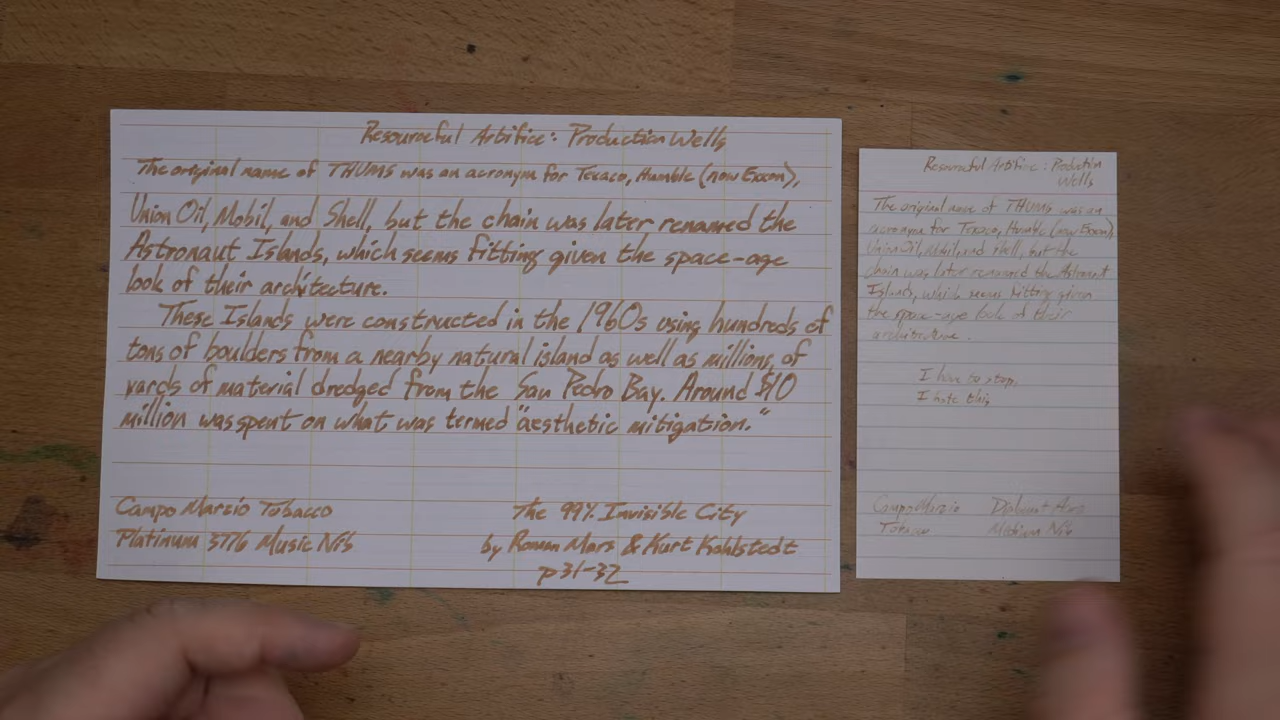 Resourceful Artifice: Production Wells
The original name of THUMS was an acronym for Texaco, Humble (now Exxon),
Union Oil, Mobil, and Shell, but the chain was later renamed the
Astronaut Islands, which seems fitting given the space-age
look of their architecture.
These Islands were constructed in the 1960s using hundreds of
tons of boulders from a nearby natural island as well as millions of
yards of material dredged from the San Pedro Bay. Around $10
million was spent on what was termed "aesthetic mitigation."
Campo Marzio Tobacco
Platinum 3776 Music Nib
The 99% Invisible City
by Roman Mars & Kurt Kohlstedt
p31-32
Resourceful Artifice: Production
Wells
The original name of THUMS was an
acronym for Texaco, Humble (now Exxon),
Union Oil, Mobil, and Shell, but the
chain was later renamed the Astronaut
Islands, which seems fitting given
the space-age look of their
architecture.
I have to stop,
I hate this,
Campo Marzio
Tobacco
Diplomat Aero
Medium Nib